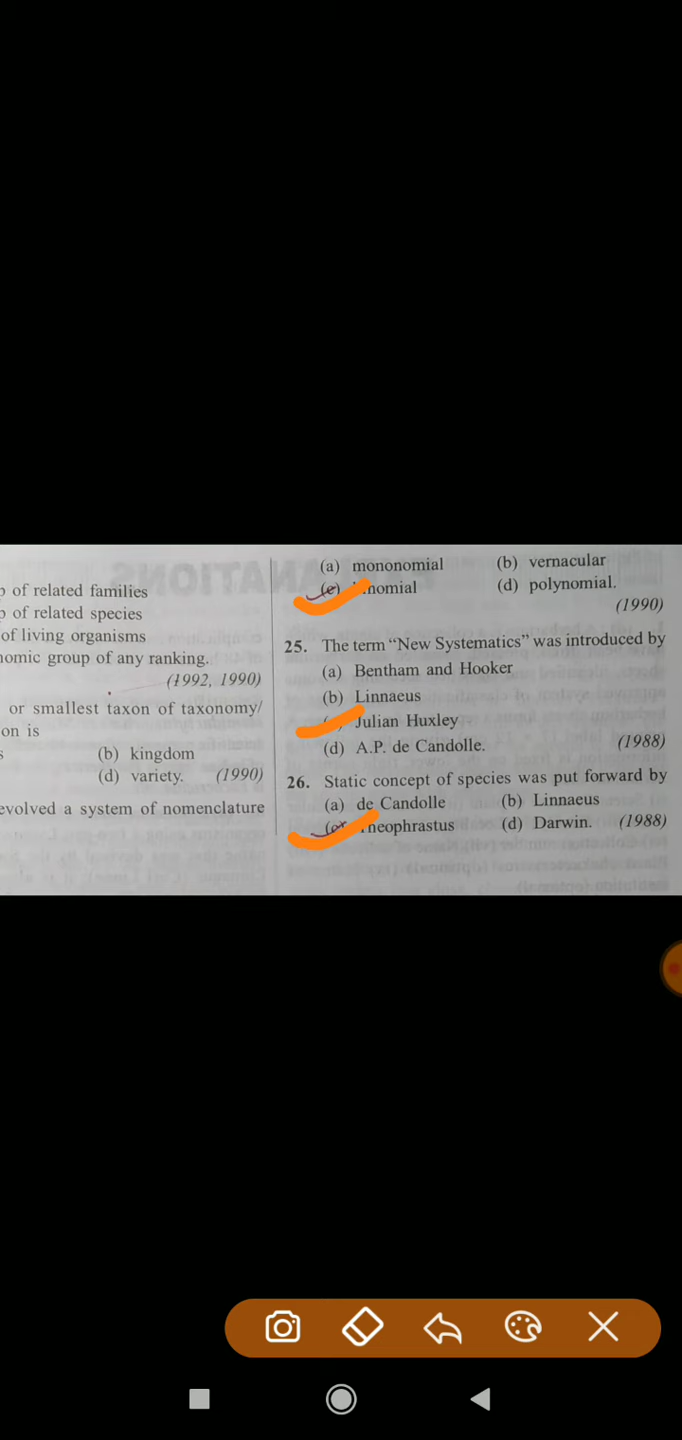 of related families
of related species
of living organisms
group of any ranking.
(1992, 1990)
or smallest taxon of taxonomy/
on is
(b) kingdom
(d) variety. (1990)
evolved a system of nomenclature
(a) mononomial (b) vernacular
(c) (d) polynomial.
(1990)
25. The term “New Systematics” was introduced by
(a) Bentham and Hooker
(b) Linnaeus
Julian Huxley
(d) A.P. de Candolle. (1988)
26. Static concept of species was put forward by
(a) de Candolle (b) Linnaeus
(d) Darwin. (1988)